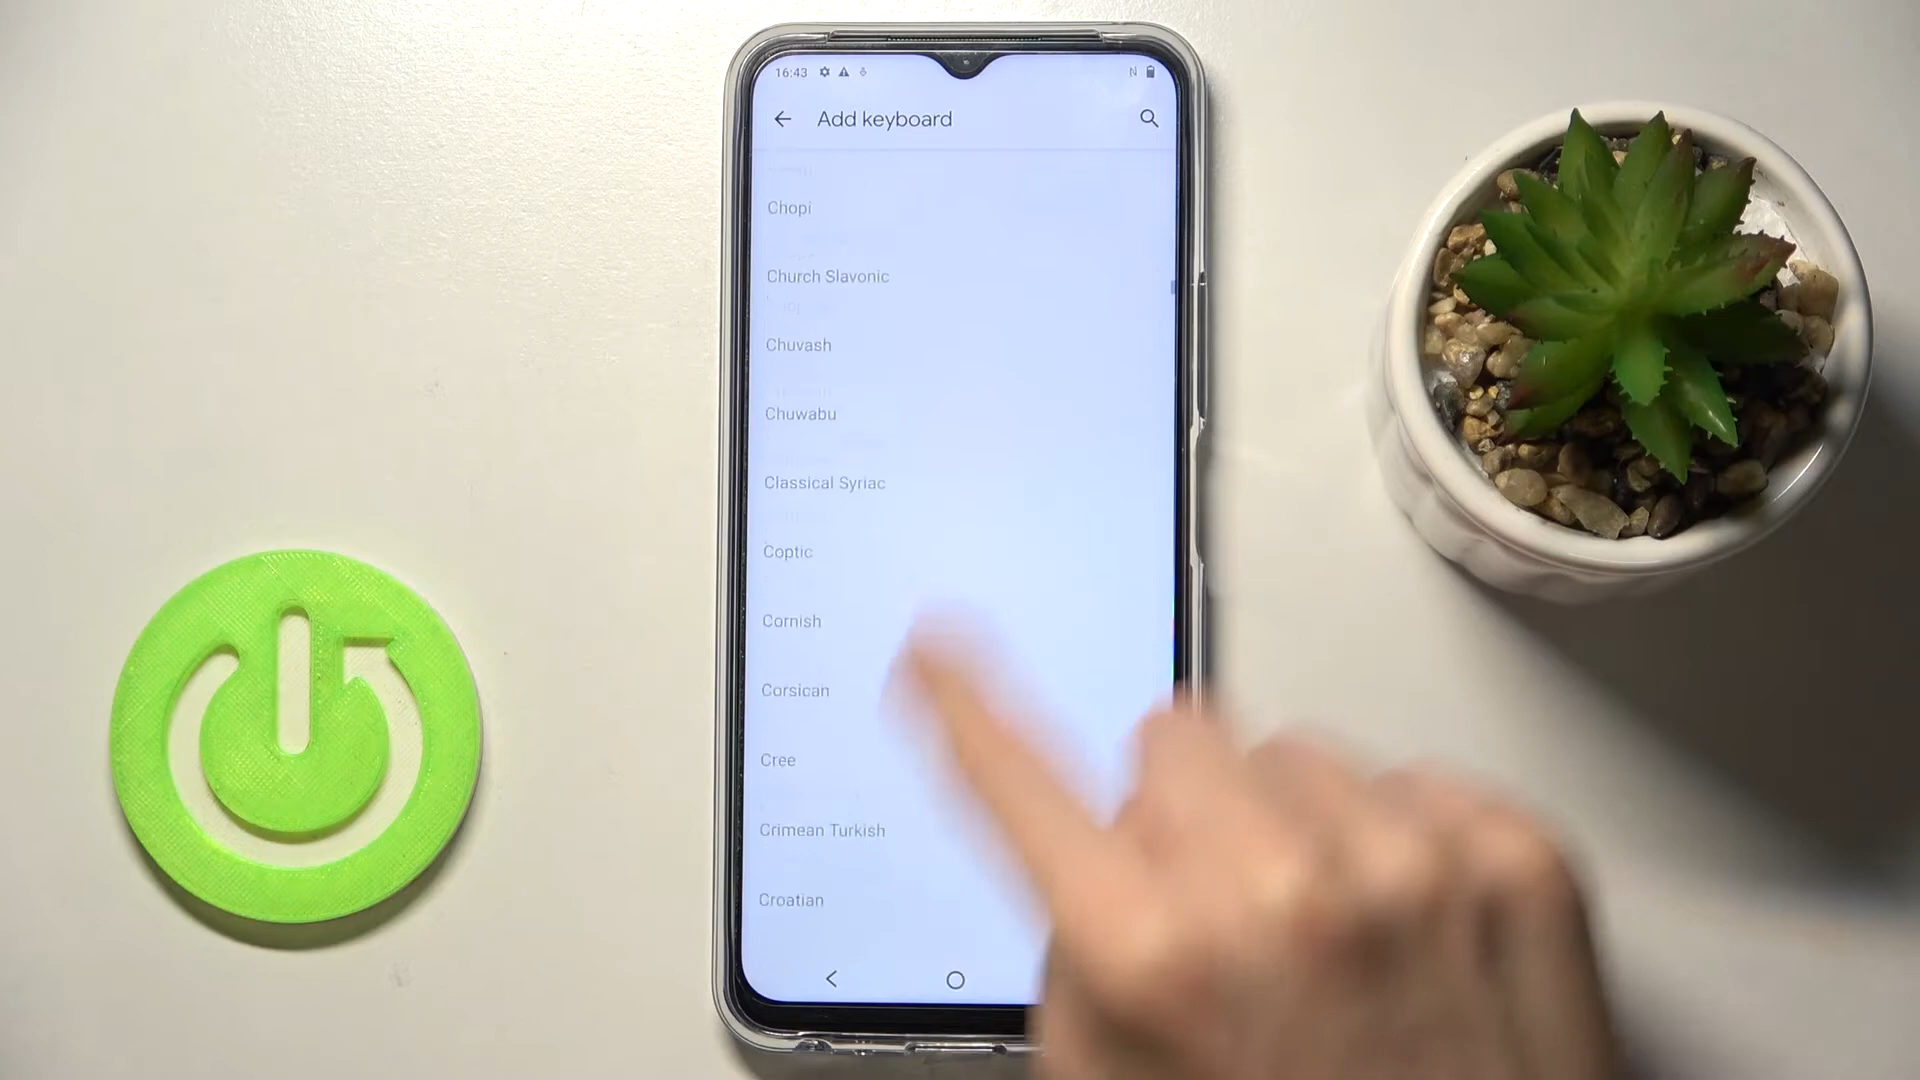 16:43
Add keyboard
Chopi
Church Slavonic
Chuvash
Chuwabu
Classical Syriac
Coptic
Cornish
Corsican
Cree
Crimean Turkish
Croatian